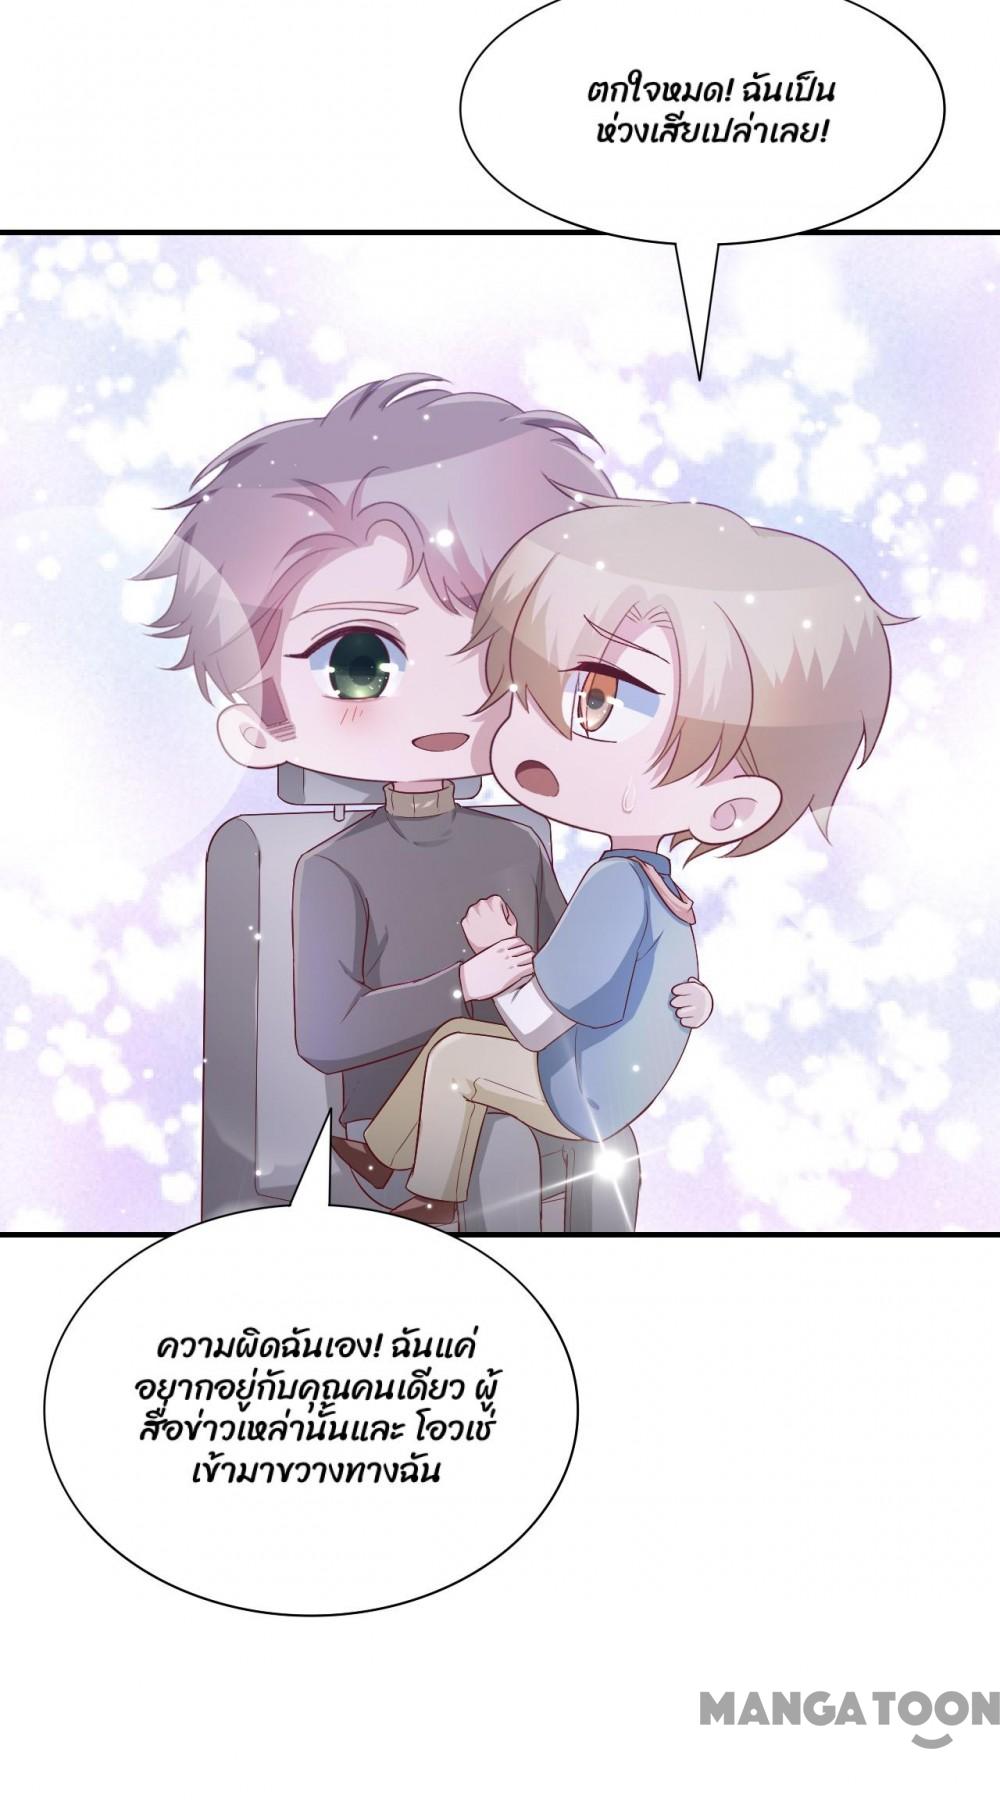 ตกใจหมด! ฉันเป็น
ห่วงเสียเปล่าเลย!
ความผิดฉันเอง! ฉันแค่
อยากอยู่กับคุณคนเดียว ผู้
สื่อข่าวเหล่านั้นและ โอวเช่
เข้ามาขวางทางฉัน
MANGATOON